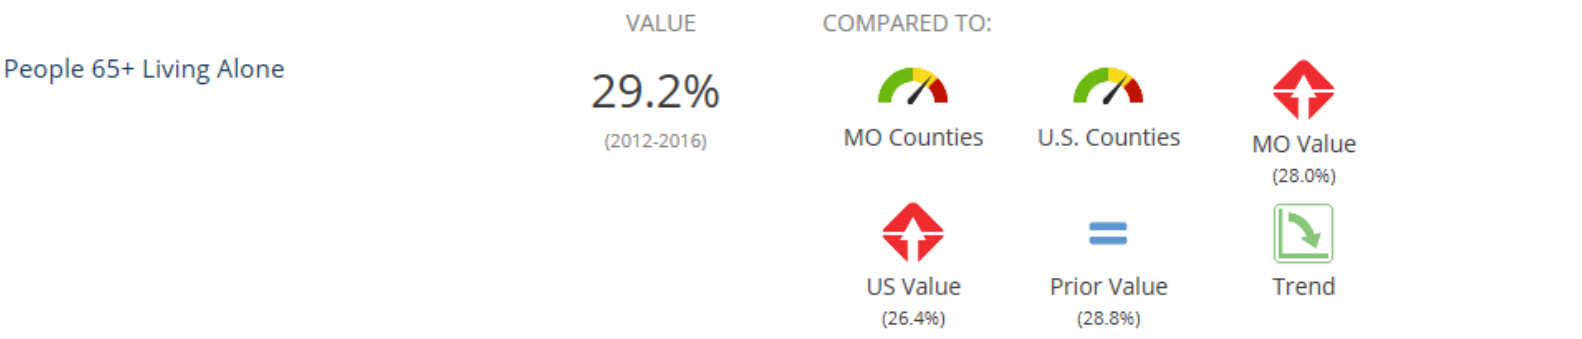 VALUE COMPARED TO:
People 65+ Living Alone
29.2%
(2012-2016)
MO Counties
U.S. Counties
MO Value
(28.0%)
US Value
(26.4%)
Prior Value
(28.8%)
Trend